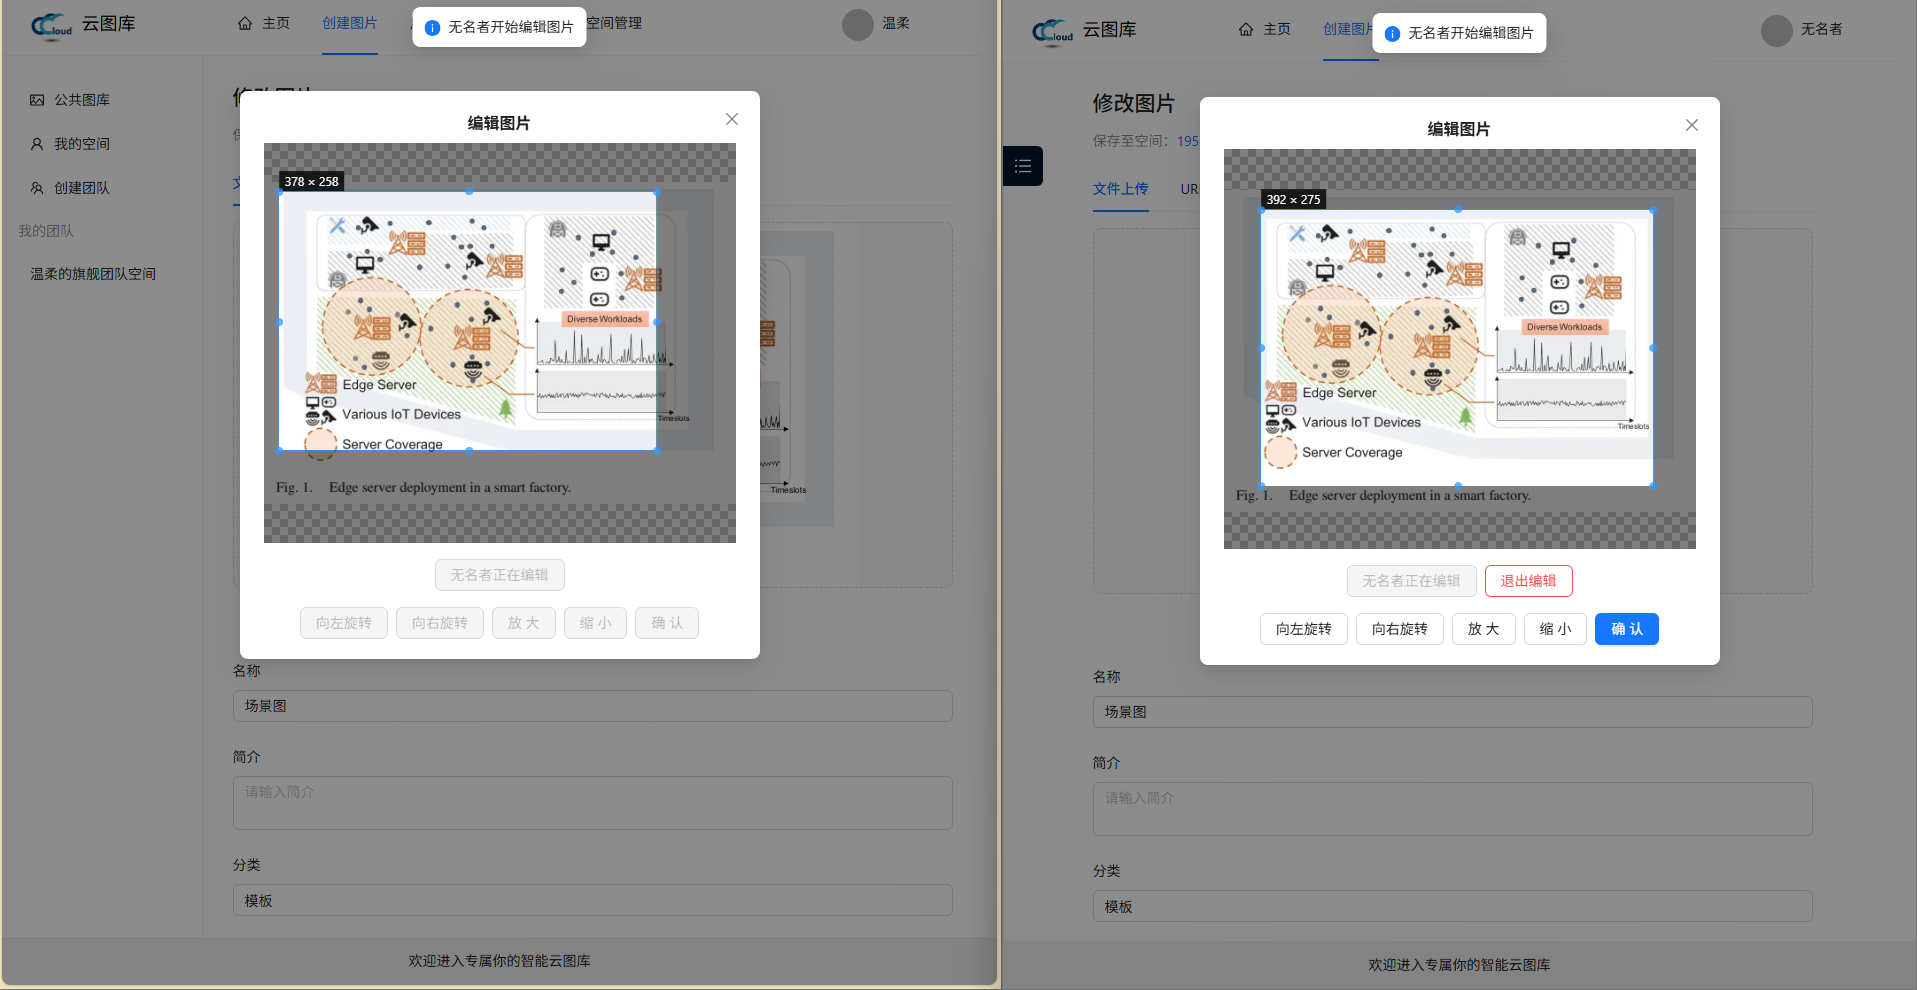 Cloud 云图库
主页
创建图片
无名者开始编辑图片
空间管理
温柔
公共图库
我的空间
创建团队
我的团队
温柔的旗舰团队空间
编辑图片
378 × 258
Diverse Workloads
Edge Server
Various IoT Devices
Server Coverage
Timeslots
Fig. 1. Edge server deployment in a smart factory.
Timeslots
无名者正在编辑
向左旋转
向右旋转
放 大
缩 小
确 认
名称
场景图
简介
请输入简介
分类
模板
欢迎进入专属你的智能云图库
Cloud 云图库
主页
创建图片
无名者开始编辑图片
无名者
修改图片
保存至空间：195
文件上传
UR
编辑图片
392 × 275
Diverse Workloads
Edge Server
Various IoT Devices
Server Coverage
Timeslots
Fig. 1. Edge server deployment in a smart factory.
无名者正在编辑
退出编辑
向左旋转
向右旋转
放 大
缩 小
确 认
名称
场景图
简介
请输入简介
分类
模板
欢迎进入专属你的智能云图库